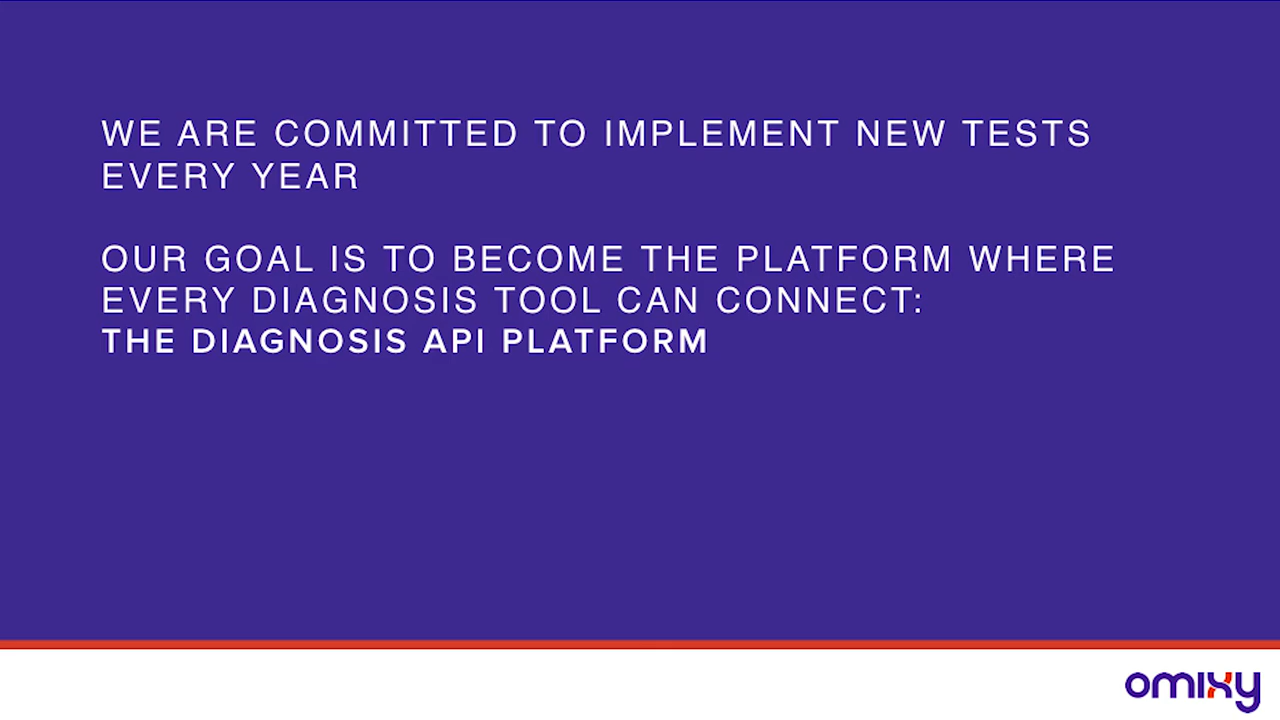 WE ARE COMMITTED TO IMPLEMENT NEW TESTS
EVERY YEAR
OUR GOAL IS TO BECOME THE PLATFORM WHERE
EVERY DIAGNOSIS TOOL CAN CONNECT:
THE DIAGNOSIS API PLATFORM
omixy